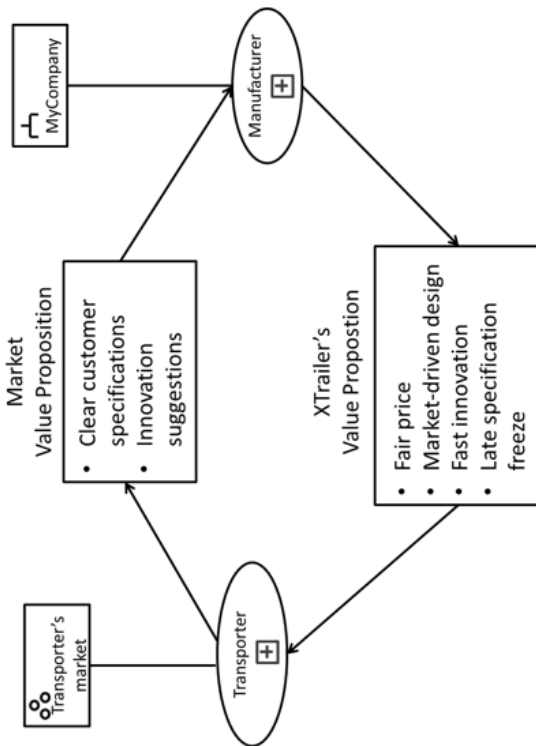 Transporter's
market
Transporter
Market
Value Proposition
• Clear customer
specifications
• Innovation
suggestions
XTrailer's
Value Propostion
• Fair price
• Market-driven design
• Fast innovation
• Late specification
freeze
MyCompany
Manufacturer